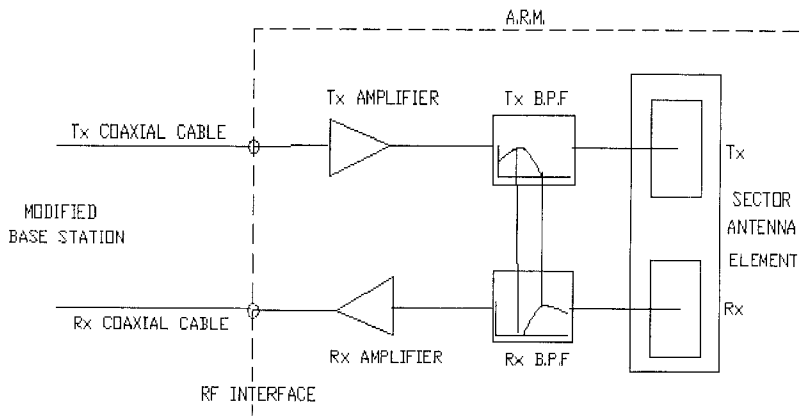 A.R.M.
Tx AMPLIFIER
Tx B.P.F
Tx COAXIAL CABLE
Tx
MODIFIED
BASE STATION
SECTOR
ANTENNA
ELEMENT
Rx COAXIAL CABLE
Rx AMPLIFIER
Rx B.P.F
Rx
RF INTERFACE